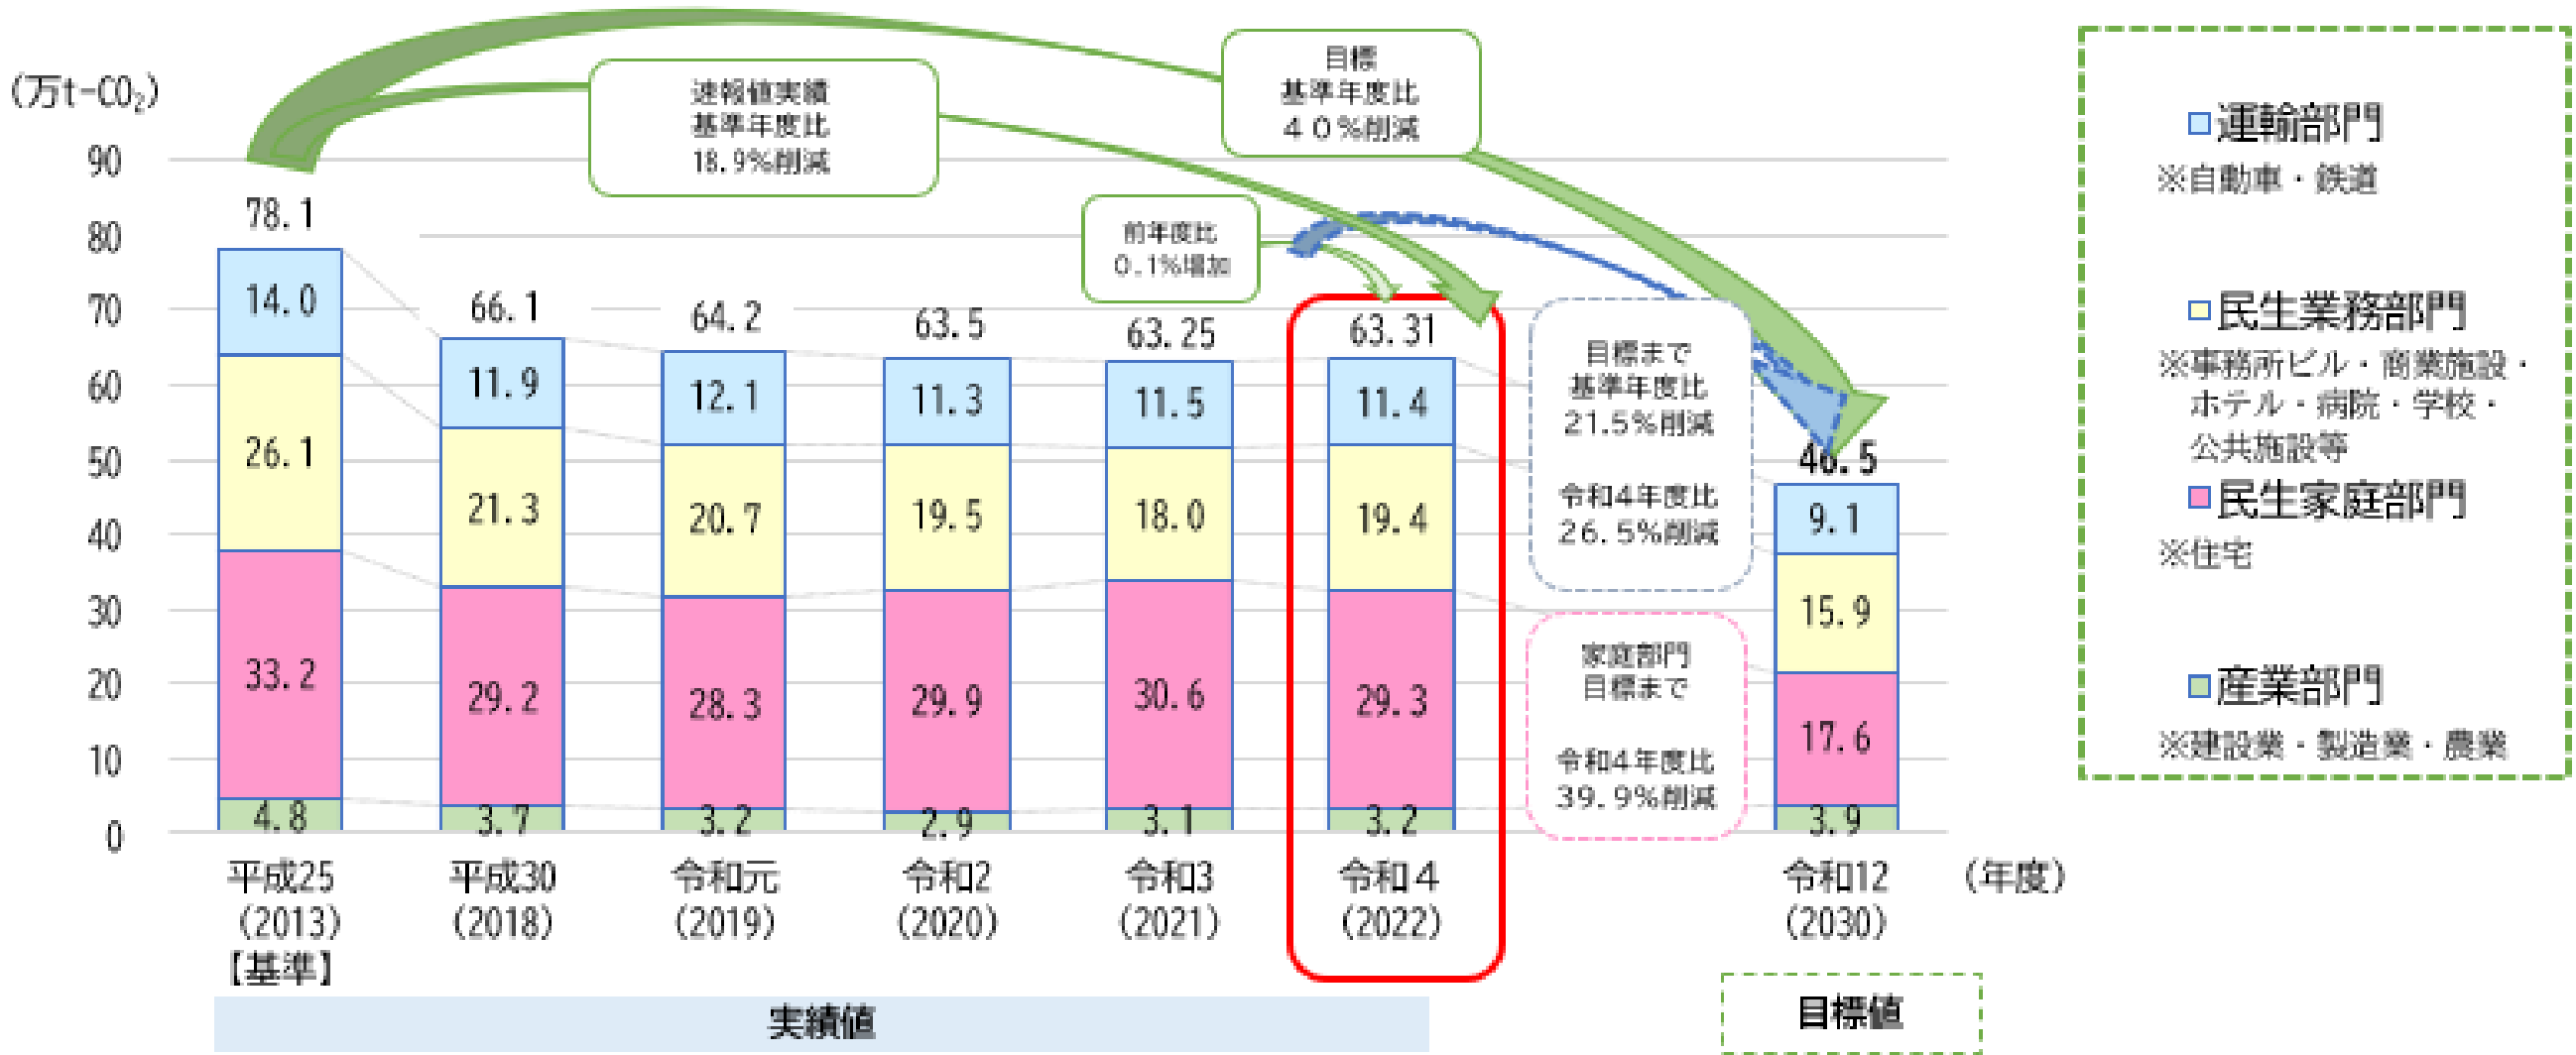 (万t-CO₂)
速報値実績
基準年度比
18.9%削減
目標
基準年度比
40%削減
前年度比
0.1%増加
90
80
70
60
50
40
30
20
10
0
78.1
14.0
26.1
33.2
4.8
66.1
11.9
21.3
29.2
3.7
64.2
12.1
20.7
28.3
3.2
63.5
11.3
19.5
29.9
2.9
63.25
11.5
18.0
30.6
3.1
63.31
11.4
19.4
29.3
3.2
目標まで
基準年度比
21.5%削減
令和4年度比
26.5%削減
家庭部門
目標まで
令和4年度比
39.9%削減
46.5
9.1
15.9
17.6
3.9
平成25
(2013)
【基準】
平成30
(2018)
令和元
(2019)
令和2
(2020)
令和3
(2021)
令和4
(2022)
令和12
(2030)
(年度)
実績値
目標値
運輸部門
※自動車・鉄道
民生業務部門
※事務所ビル・商業施設・
ホテル・病院・学校・
公共施設等
民生家庭部門
※住宅
産業部門
※建設業・製造業・農業